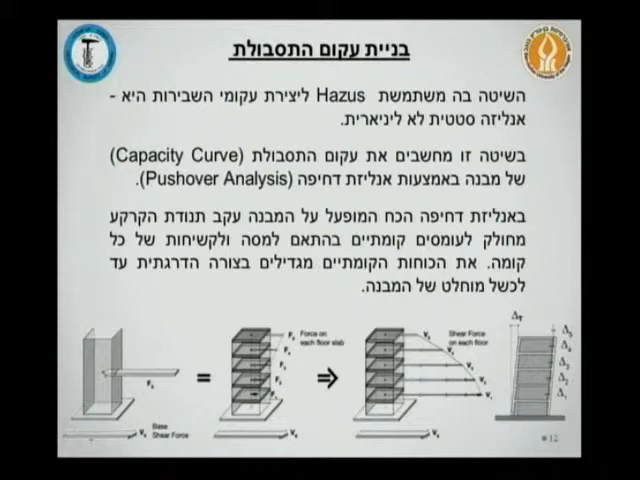 בניית עקום התסבולת
השיטה בה משתמשת Hazus ליצירת עקומי השבירות היא -
אנליזה סטטית לא ליניארית.
בשיטה זו מחשבים את עקום התסבולת (Capacity Curve)
של מבנה באמצעות אנליזת דחיפה (Pushover Analysis).
באנליזת דחיפה הכח המופעל על המבנה עקב תנודת הקרקע
מחולק לעומסים קומתיים בהתאם למסה ולקשיחות של כל
קומה. את הכוחות הקומתיים מגדילים בצורה הדרגתית עד
לכשל מוחלט של המבנה.
Force on
each floor slab
Shear Force
on each floor
=
⇒
Base
Shear Force
12